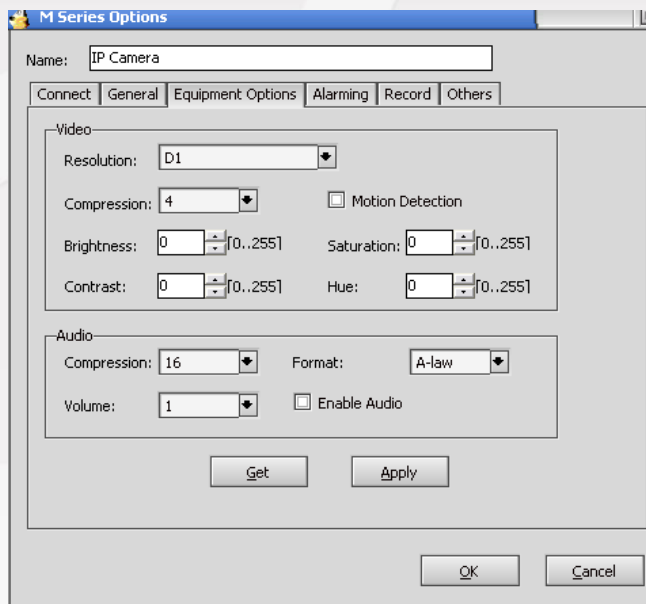 M Series Options
Name: IP Camera
Connect General Equipment Options Alarming Record Others
Video
Resolution: D1
Compression: 4 Motion Detection
Brightness: 0 [0..255] Saturation: 0 [0..255]
Contrast: 0 [0..255] Hue: 0 [0..255]
Audio
Compression: 16 Format: A-law
Volume: 1 Enable Audio
Get Apply
OK Cancel